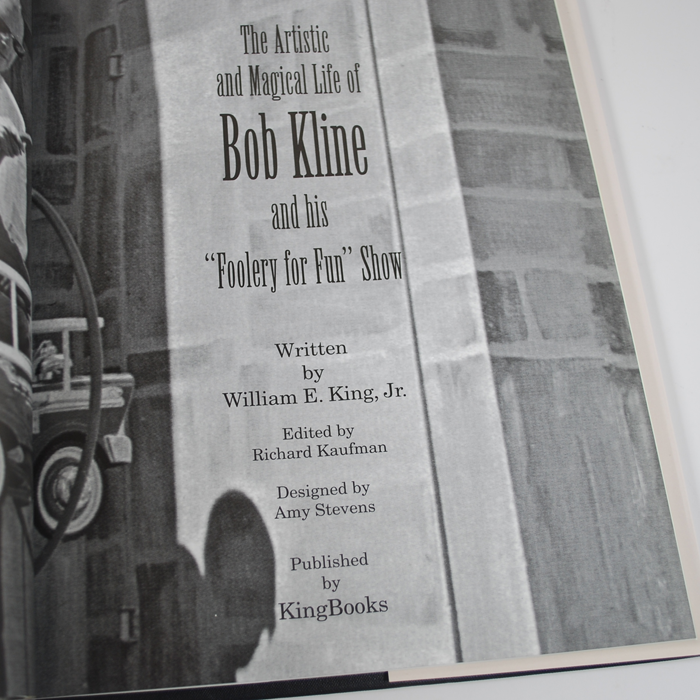 The Artistic
and Magical Life of
Bob Kline
and his
“Foolery for Fun” Show
Written
by
William E. King, Jr.
Edited by
Richard Kaufman
Designed by
Amy Stevens
Published
by
KingBooks